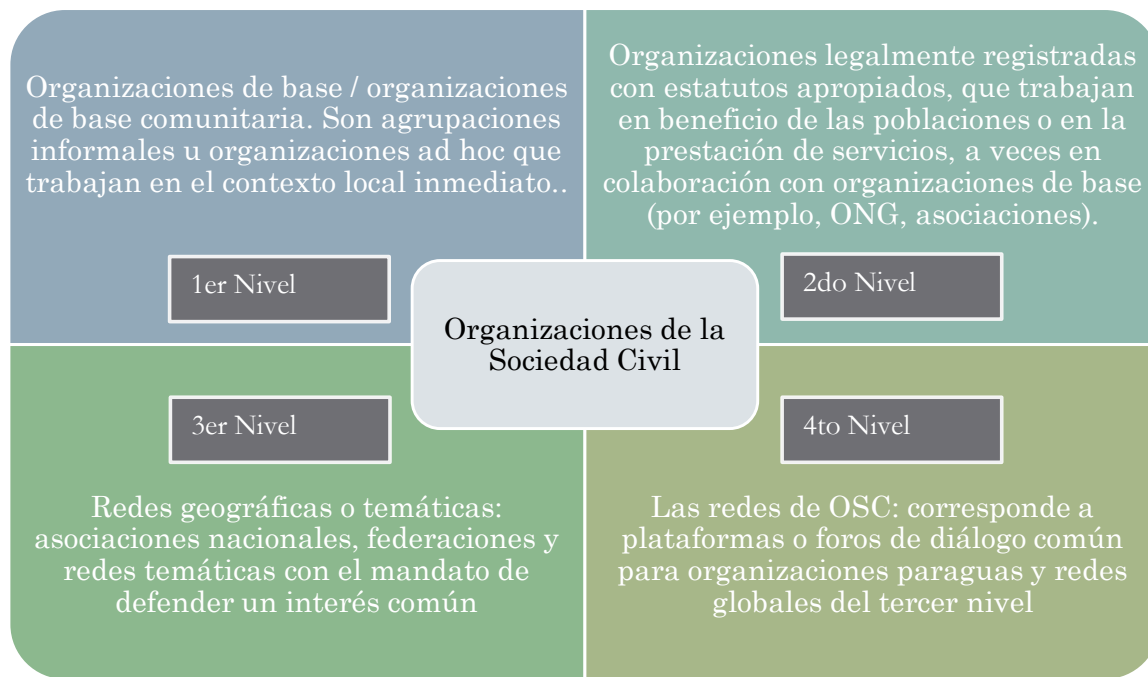 Organizaciones de base / organizaciones
de base comunitaria. Son agrupaciones
informales u organizaciones ad hoc que
trabajan en el contexto local inmediato..
1er Nivel
Organizaciones legalmente registradas
con estatutos apropiados, que trabajan
en beneficio de las poblaciones o en la
prestación de servicios, a veces en
colaboración con organizaciones de base
(por ejemplo, ONG, asociaciones).
2do Nivel
Organizaciones de la
Sociedad Civil
3er Nivel
Redes geográficas o temáticas:
asociaciones nacionales, federaciones y
redes temáticas con el mandato de
defender un interés común
4to Nivel
Las redes de OSC: corresponde a
plataformas o foros de diálogo común
para organizaciones paraguas y redes
globales del tercer nivel